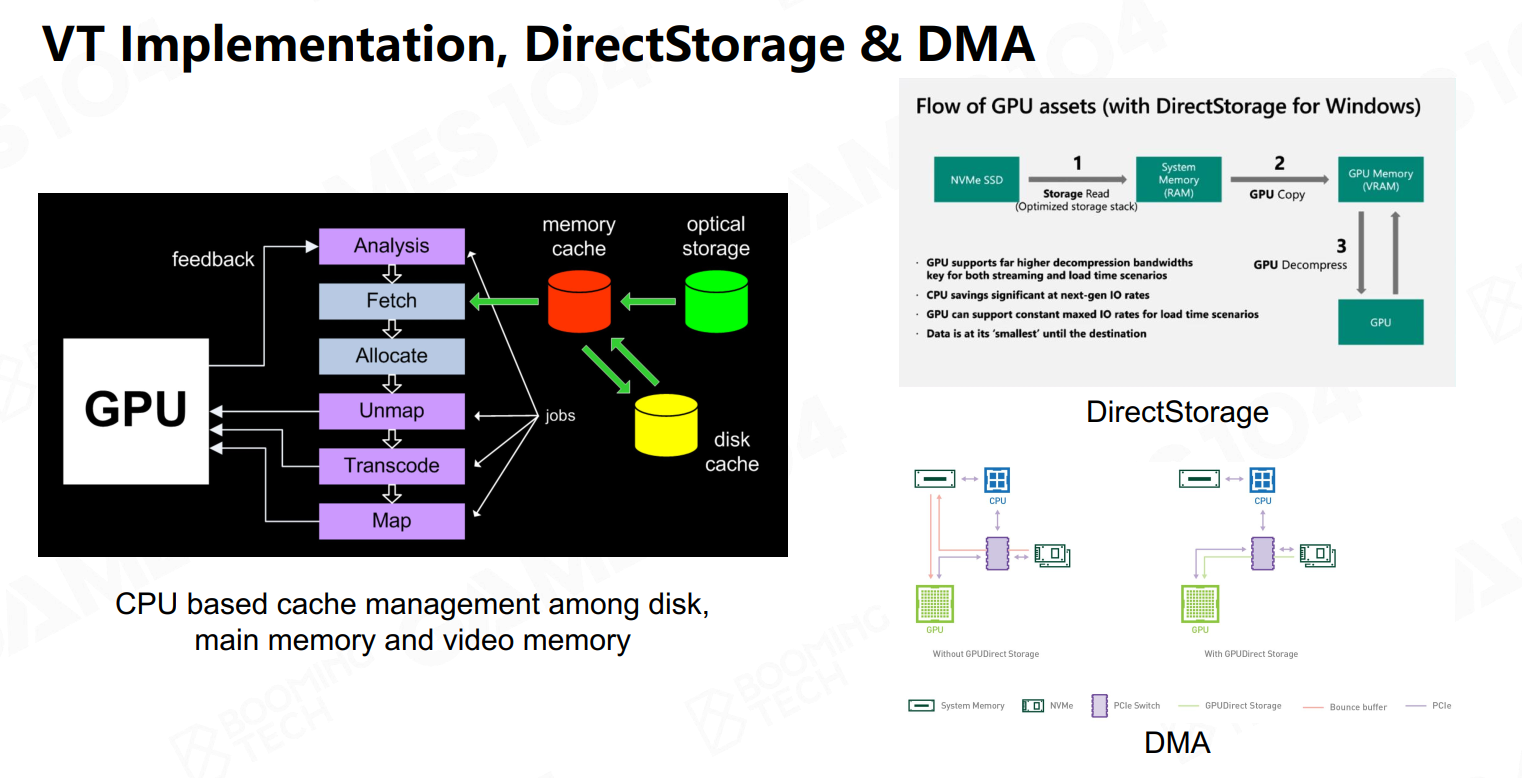 VT Implementation, DirectStorage & DMA
feedback
Analysis
Fetch
Allocate
Unmap
Transcode
Map
GPU
jobs
memory
cache
optical
storage
disk
cache
CPU based cache management among disk,
main memory and video memory
Flow of GPU assets (with DirectStorage for Windows)
NVMe SSD
1
Storage Read
(Optimized storage stack)
System
Memory
(RAM)
2
GPU Copy
GPU Memory
(VRAM)
3
GPU Decompress
GPU
· GPU supports far higher decompression bandwidths
key for both streaming and load time scenarios
· CPU savings significant at next-gen IO rates
· GPU can support constant maxed IO rates for load time scenarios
· Data is at its ‘smallest’ until the destination
DirectStorage
CPU
GPU
Without GPUDirect Storage
CPU
GPU
With GPUDirect Storage
System Memory
NVMe
PCIe Switch
GPUDirect Storage
Bounce buffer
PCIe
DMA
GAMES104
BOOMING
TECH
BOOMING
TECH